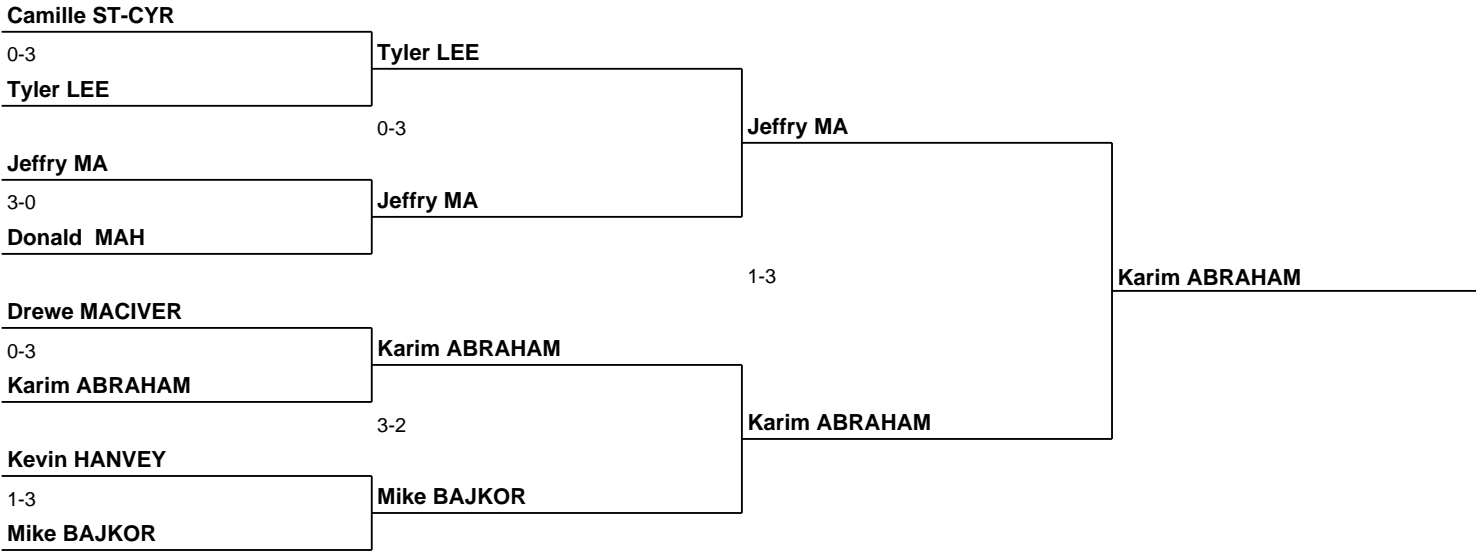 Camille ST-CYR
0-3
Tyler LEE
Tyler LEE
0-3
Jeffry MA
Jeffry MA
3-0
Donald  MAH
Jeffry MA
1-3
Karim ABRAHAM
Drewe MACIVER
0-3
Karim ABRAHAM
Karim ABRAHAM
3-2
Karim ABRAHAM
Kevin HANVEY
1-3
Mike BAJKOR
Mike BAJKOR